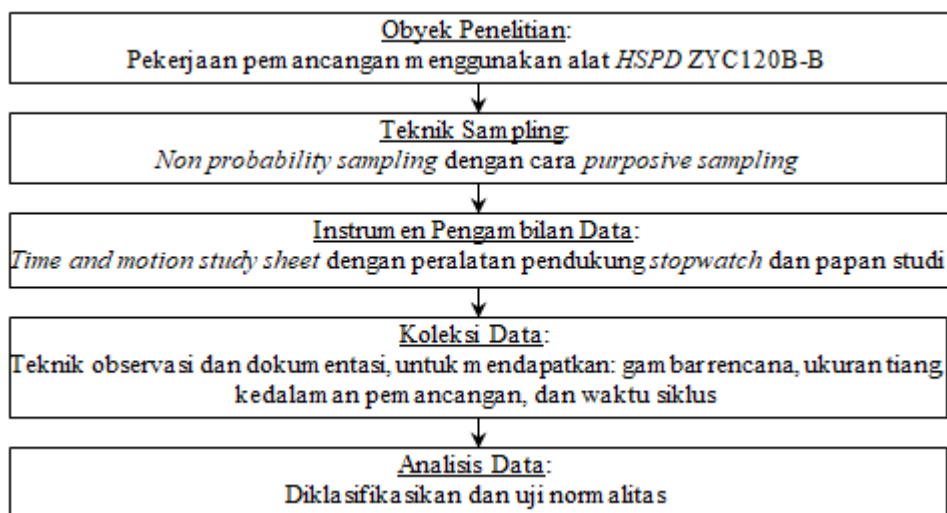 Obyek Penelitian:
Pekerjaan pemancangan menggunakan alat HSPD ZYC120B-B
Teknik Sampling:
Non probability sampling dengan cara purposive sampling
Instrumen Pengambilan Data:
Time and motion study sheet dengan peralatan pendukung stopwatch dan papan studi
Koleksi Data:
Teknik observasi dan dokumentasi, untuk mendapatkan: gambar rencana, ukuran tiang,
kedalaman pemancangan, dan waktu siklus
Analisis Data:
Diklasifikasikan dan uji normalitas